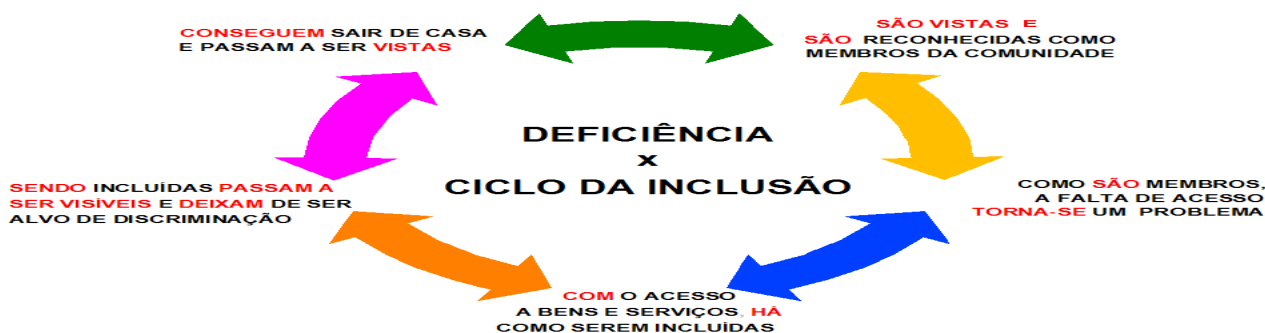 CONSEGUEM SAIR DE CASA
E PASSAM A SER VISTAS
SÃO VISTAS E
SÃO RECONHECIDAS COMO
MEMBROS DA COMUNIDADE
DEFICIÊNCIA
x
CICLO DA INCLUSÃO
SENDO INCLUÍDAS PASSAM A
SER VISÍVEIS E DEIXAM DE SER
ALVO DE DISCRIMINAÇÃO
COMO SÃO MEMBROS,
A FALTA DE ACESSO
TORNA-SE UM PROBLEMA
COM O ACESSO
A BENS E SERVIÇOS, HÁ
COMO SEREM INCLUÍDAS